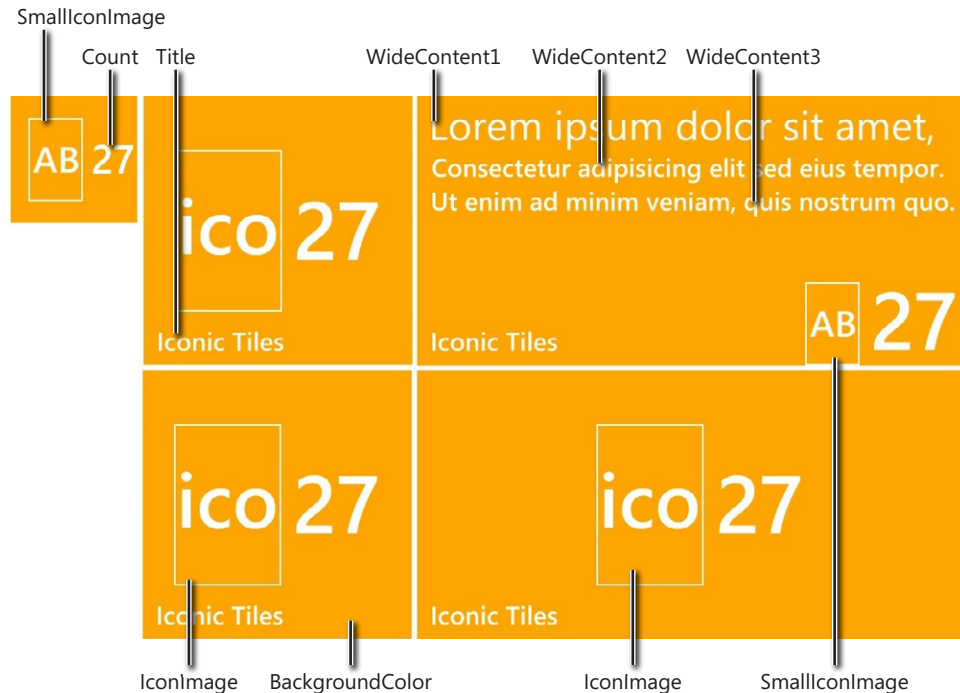 SmallIconImage
Count Title WideContent1 WideContent2 WideContent3
AB 27
ico 27
Iconic Tiles
Lorem ipsum dolor sit amet,
Consectetur adipisicing elit sed eius tempor.
Ut enim ad minim veniam, quis nostrum quo.
AB 27
Iconic Tiles
ico 27
Iconic Tiles
ico 27
Iconic Tiles
IconImage BackgroundColor IconImage SmallIconImage